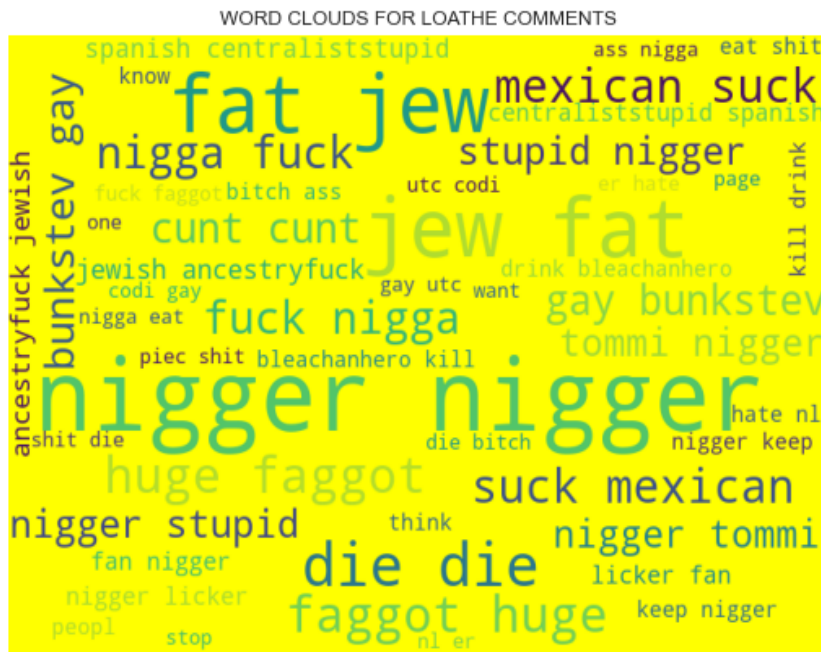 WORD CLOUDS FOR LOATHE COMMENTS
spanish centraliststupid
ass nigga
eat shit
know
fat jew
mexican suck
centraliststupid spanish
bunkstev gay
nigga fuck
stupid nigger
kill drink
ancestryfuck jewish
fuck faggot
bitch ass
utc codi
er hate
page
one
cunt cunt
jew fat
jewish ancestryfuck
drink bleachanhero
codi gay
gay utc
want
gay bunkstev
nigga eat
fuck nigga
tommi nigger
piec shit
bleachanhero kill
nigger nigger
hate nl
shit die
die bitch
nigger keep
huge faggot
suck mexican
nigger stupid
think
nigger tommi
fan nigger
die die
licker fan
nigger licker
faggot huge
keep nigger
peopl
stop
nl er